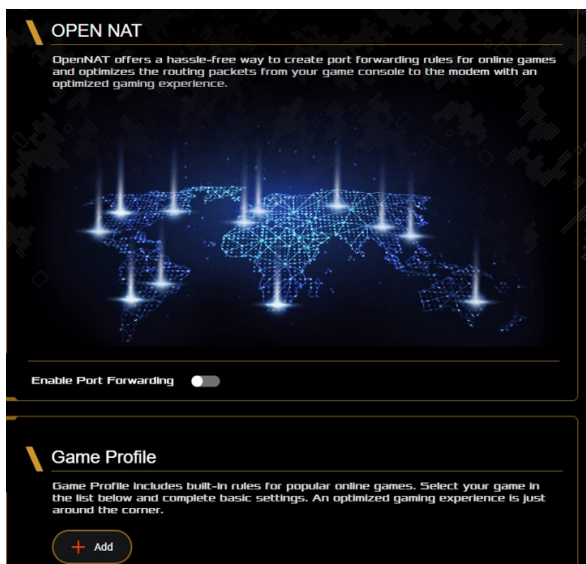 OPEN NAT
OpenNAT offers a hassle-free way to create port forwarding rules for online games
and optimizes the routing packets from your game console to the modem with an
optimized gaming experience.
Enable Port Forwarding
Game Profile
Game Profile includes built-in rules for popular online games. Select your game in
the list below and complete basic settings. An optimized gaming experience is just
around the corner.
+ Add